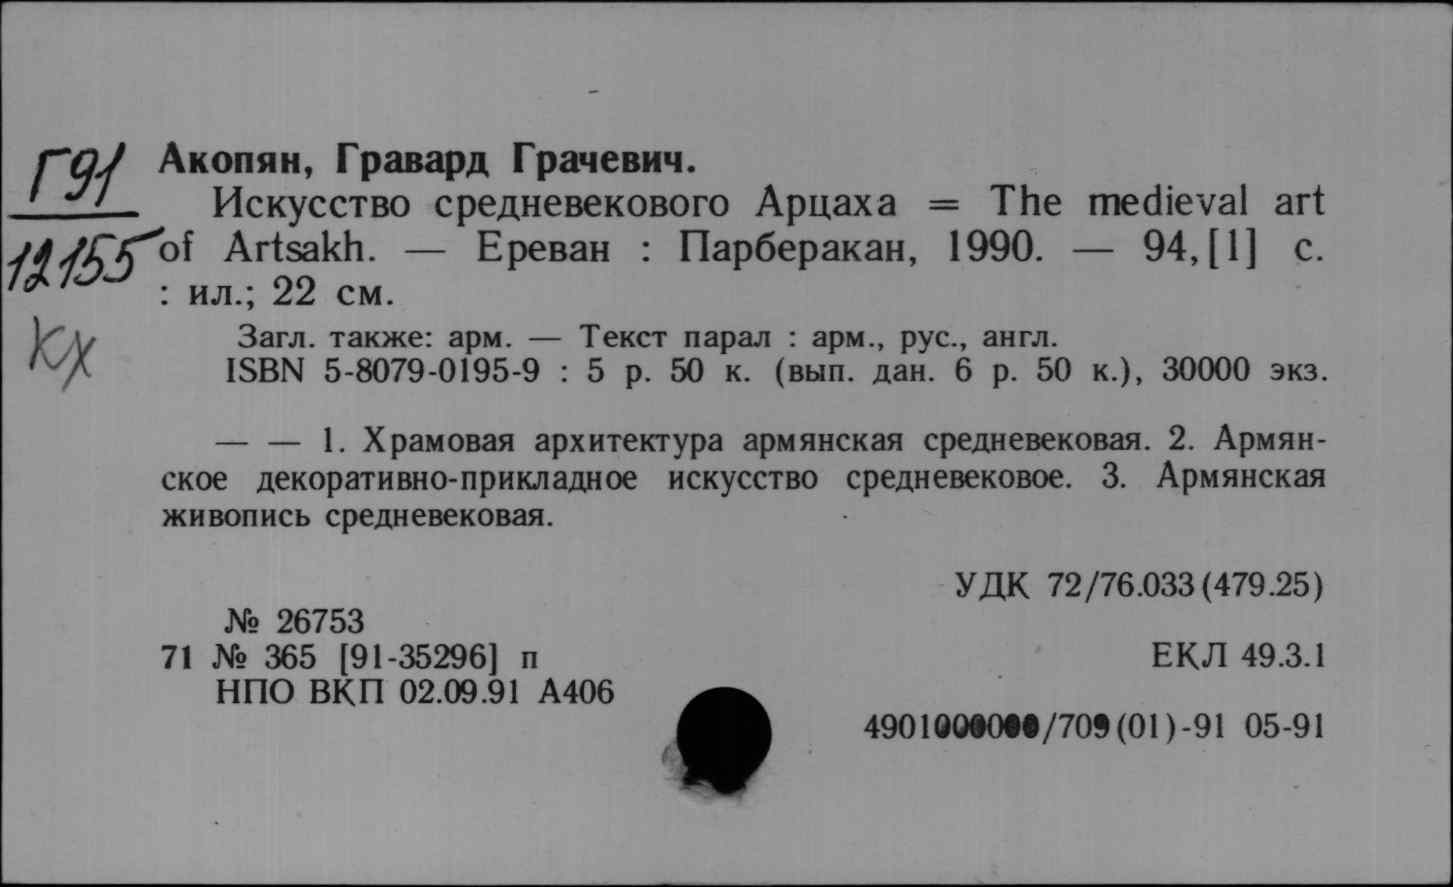 Г91
12155
кх
Акопян, Гравард Грачевич.
Искусство средневекового Арцаха = The medieval art
of Artsakh. — Ереван : Парберакан, 1990. — 94,[1] с.
: ил.; 22 см.
Загл. также: арм. — Текст парал : арм., рус., англ.
ISBN 5-8079-0195-9 : 5 р. 50 к. (вып. дан. 6 р. 50 к.), 30000 экз.
— — 1. Храмовая архитектура армянская средневековая. 2. Армян-
ское декоративно-прикладное искусство средневековое. 3. Армянская
живопись средневековая.
УДК 72/76.033(479.25)
№ 26753
71 № 365 [91-35296] п
ЕКЛ 49.3.1
НПО ВКП 02.09.91 А406
4901000000/709(01)-91 05-91